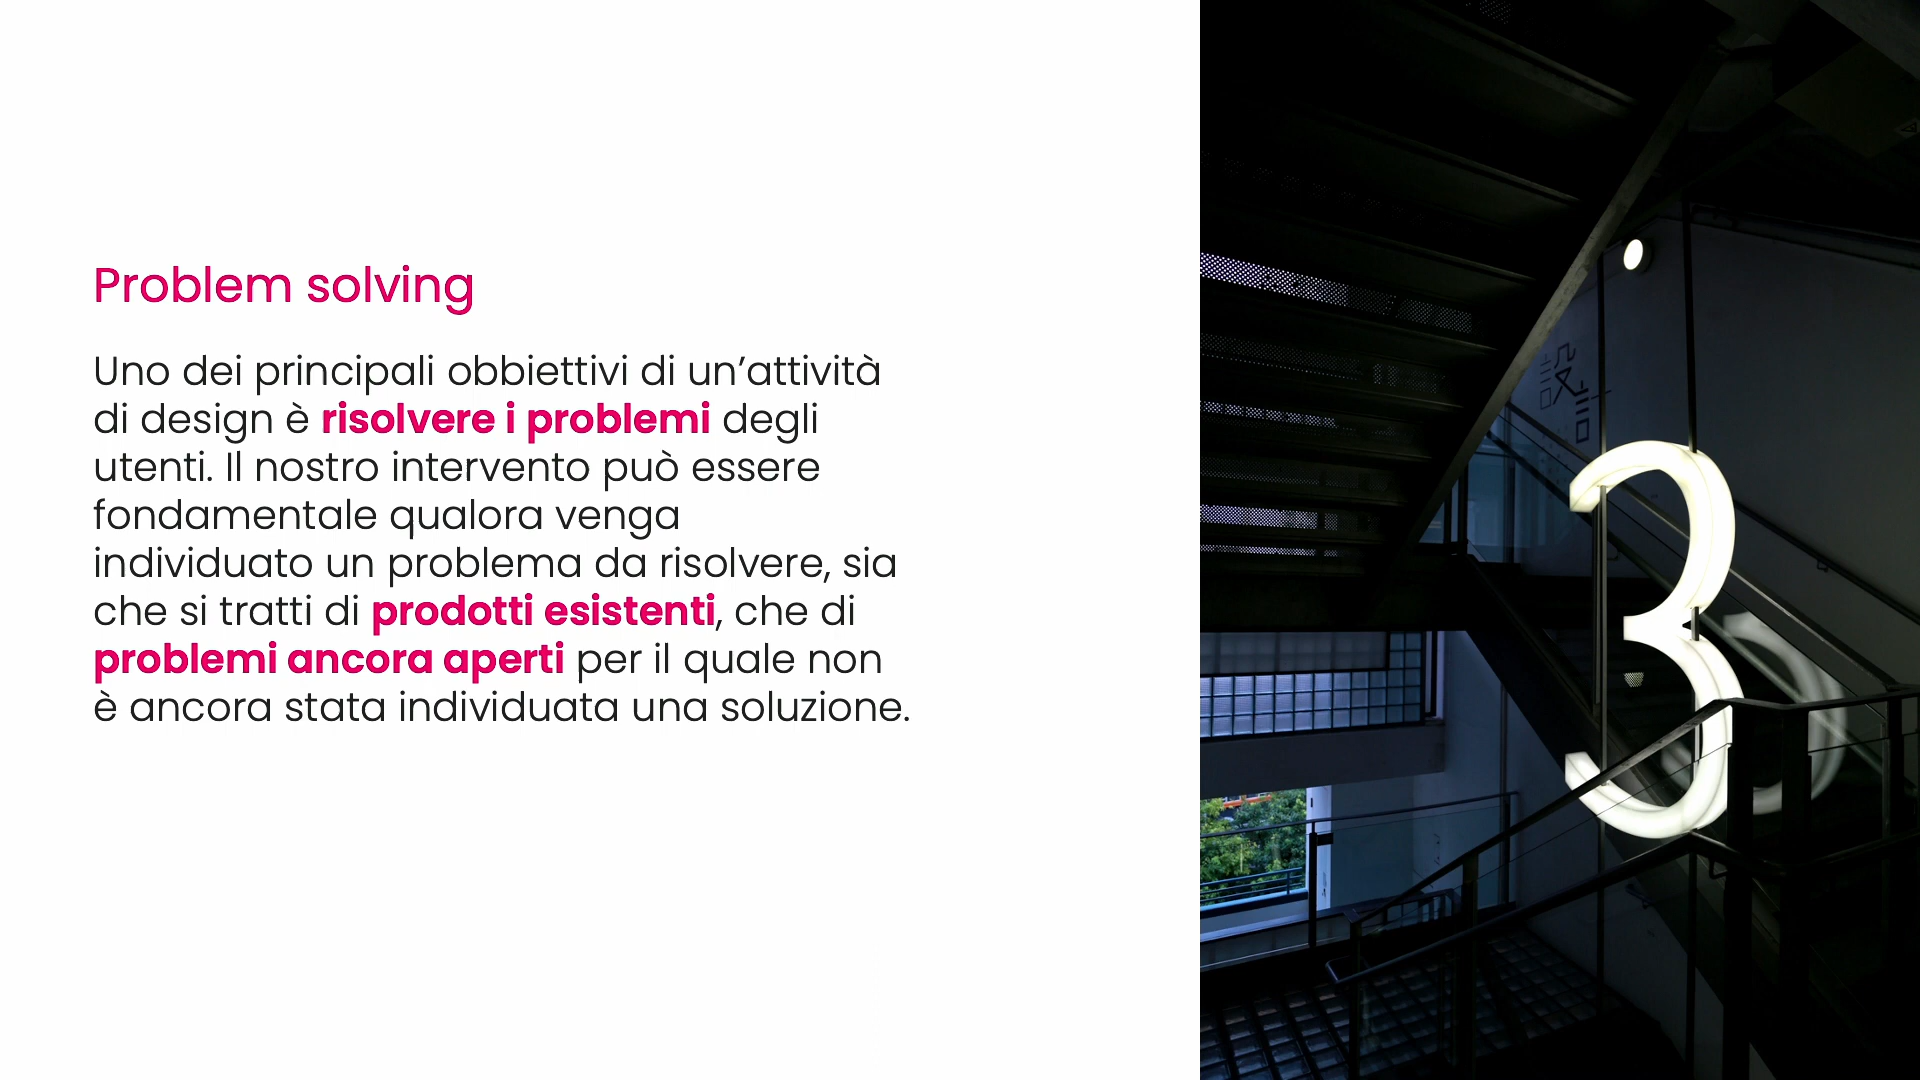 Problem solving
Uno dei principali obbiettivi di un’attività
di design è risolvere i problemi degli
utenti. Il nostro intervento può essere
fondamentale qualora venga
individuato un problema da risolvere, sia
che si tratti di prodotti esistenti, che di
problemi ancora aperti per il quale non
è ancora stata individuata una soluzione.
3